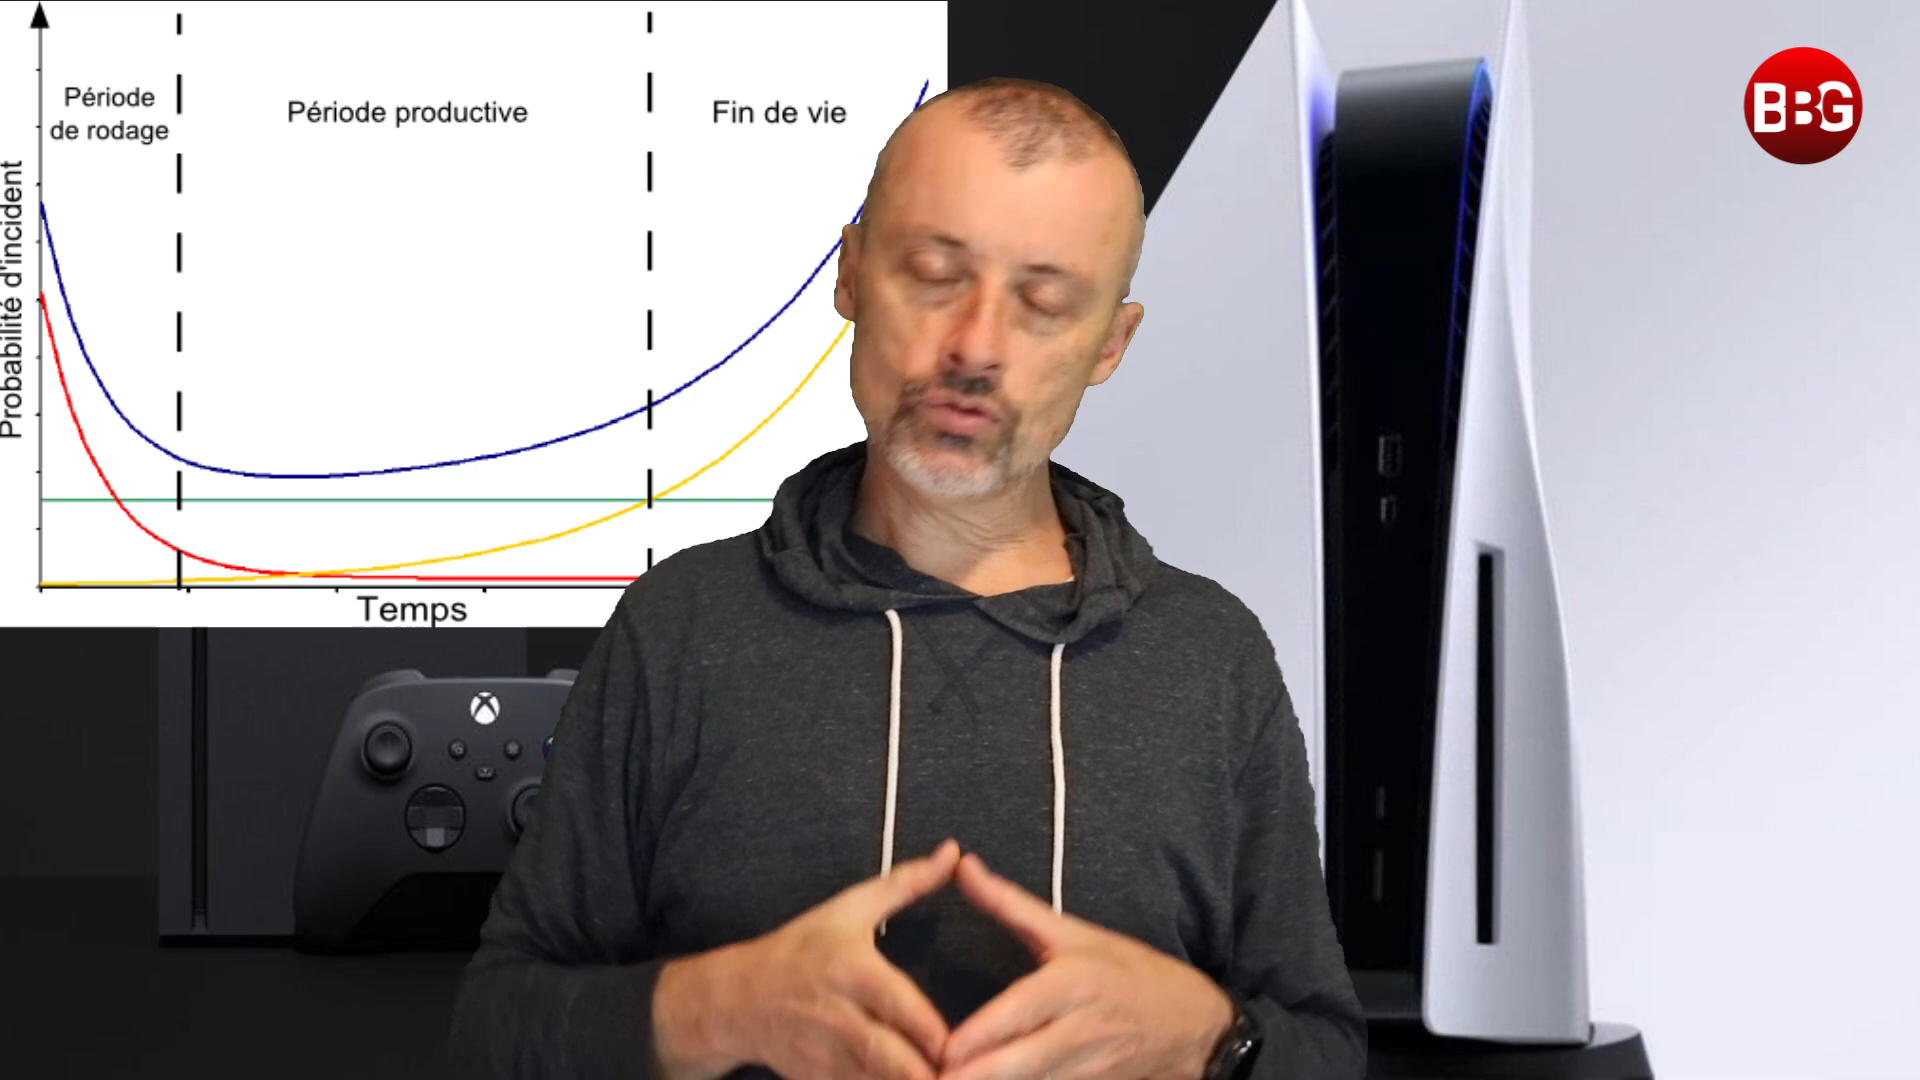 Période
de rodage
Période productive
Fin de vie
Probabilité d'incident
Temps
BBG